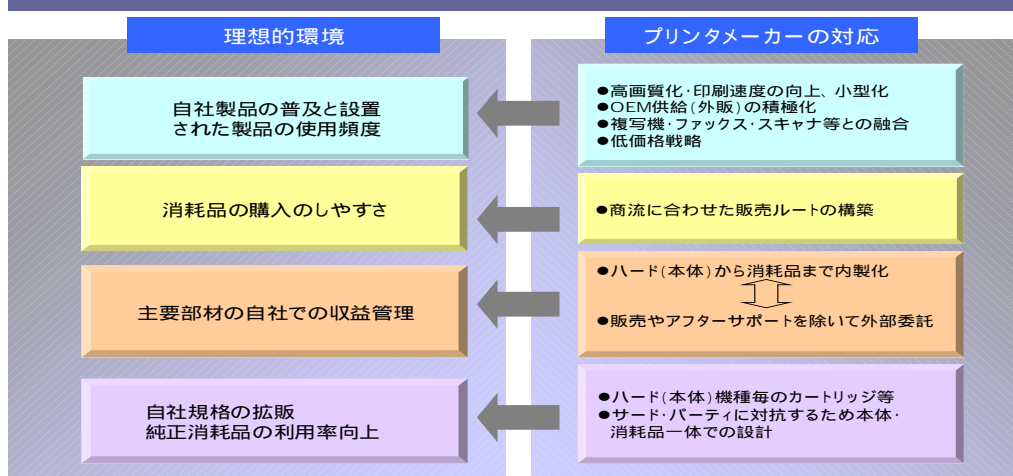 理想的環境
プリンタメーカーの対応
自社製品の普及と設置
された製品の使用頻度
●高画質化・印刷速度の向上、小型化
●OEM供給(外販)の積極化
●複写機・ファックス・スキャナ等との融合
●低価格戦略
消耗品の購入のしやすさ
●商流に合わせた販売ルートの構築
主要部材の自社での収益管理
●ハード(本体)から消耗品まで内製化
●販売やアフターサポートを除いて外部委託
自社規格の拡販
純正消耗品の利用率向上
●ハード(本体)機種毎のカートリッジ等
●サード・パーティに対抗するため本体・
消耗品一体での設計